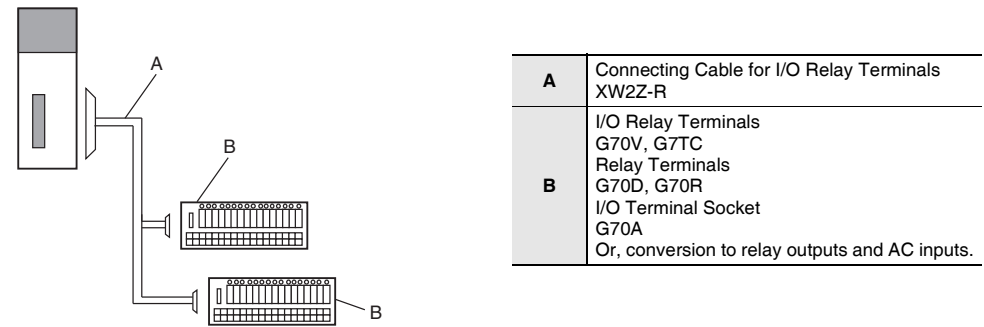 A
B
B
A
Connecting Cable for I/O Relay Terminals
XW2Z-R
B
I/O Relay Terminals
G70V, G7TC
Relay Terminals
G70D, G70R
I/O Terminal Socket
G70A
Or, conversion to relay outputs and AC inputs.